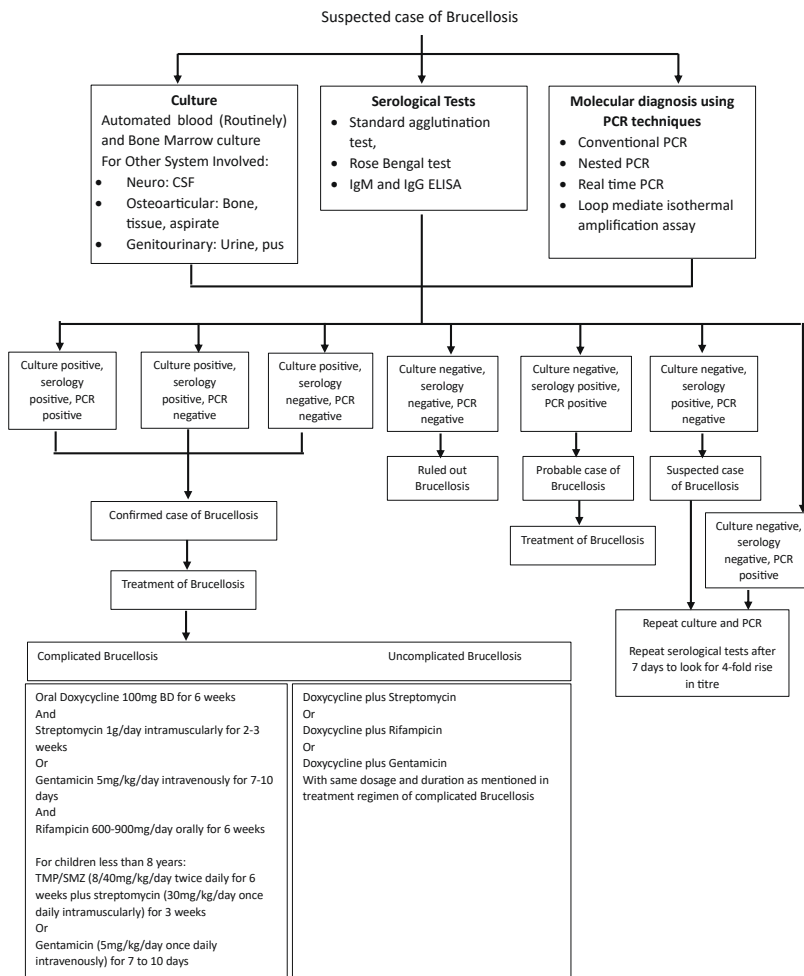 Suspected case of Brucellosis
Culture
Automated blood (Routinely)
and Bone Marrow culture
For Other System Involved:
• Neuro: CSF
• Osteoarticular: Bone,
tissue, aspirate
• Genitourinary: Urine, pus
Serological Tests
• Standard agglutination
test,
• Rose Bengal test
• IgM and IgG ELISA
Molecular diagnosis using
PCR techniques
• Conventional PCR
• Nested PCR
• Real time PCR
• Loop mediate isothermal
amplification assay
Culture positive,
serology
positive, PCR
positive
Culture positive,
serology
positive, PCR
negative
Culture positive,
serology
negative, PCR
negative
Culture negative,
serology
negative, PCR
negative
Culture negative,
serology positive,
PCR positive
Culture negative,
serology
positive, PCR
negative
Ruled out
Brucellosis
Probable case of
Brucellosis
Suspected case
of Brucellosis
Confirmed case of Brucellosis
Treatment of Brucellosis
Culture negative,
serology
negative, PCR
positive
Treatment of Brucellosis
Repeat culture and PCR
Repeat serological tests after
7 days to look for 4-fold rise
in titre
Complicated Brucellosis
Uncomplicated Brucellosis
Oral Doxycycline 100mg BD for 6 weeks
And
Streptomycin 1g/day intramuscularly for 2-3
weeks
Or
Gentamicin 5mg/kg/day intravenously for 7-10
days
And
Rifampicin 600-900mg/day orally for 6 weeks
For children less than 8 years:
TMP/SMZ (8/40mg/kg/day twice daily for 6
weeks plus streptomycin (30mg/kg/day once
daily intramuscularly) for 3 weeks
Or
Gentamicin (5mg/kg/day once daily
intravenously) for 7 to 10 days
Doxycycline plus Streptomycin
Or
Doxycycline plus Rifampicin
Or
Doxycycline plus Gentamicin
With same dosage and duration as mentioned in
treatment regimen of complicated Brucellosis